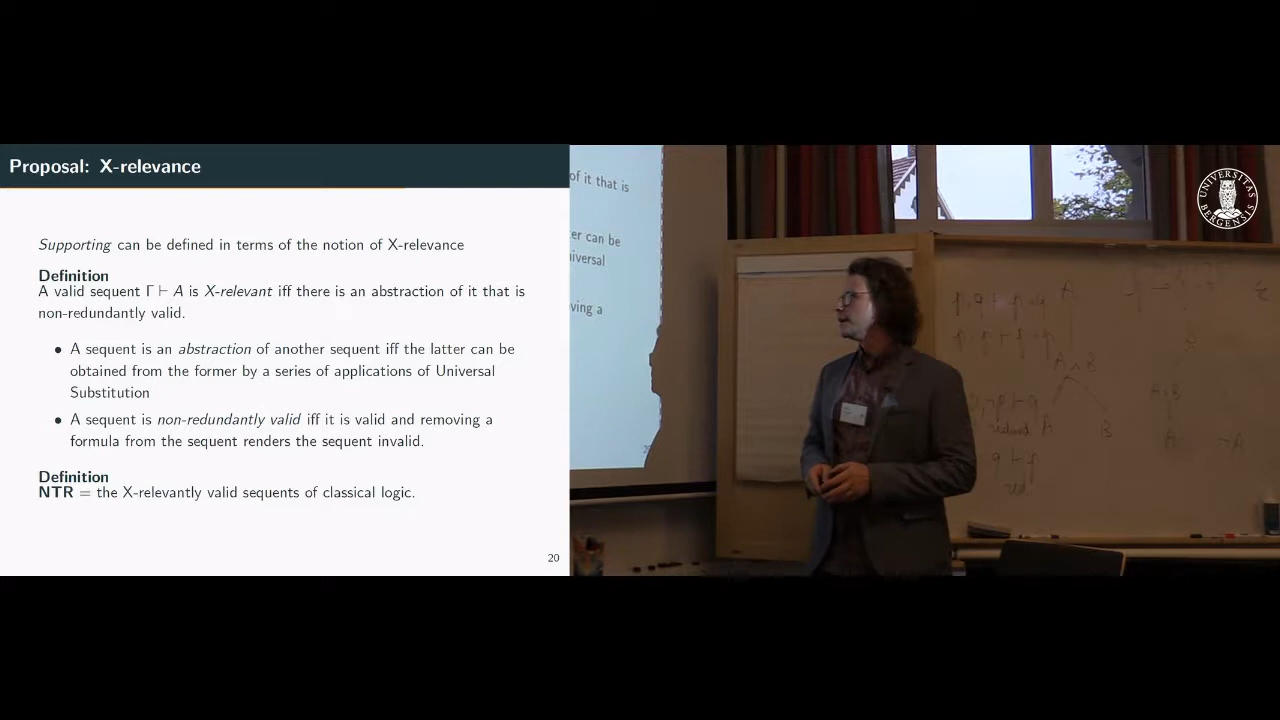 Proposal: X-relevance
Supporting can be defined in terms of the notion of X-relevance
Definition
A valid sequent Γ ⊢ A is X-relevant iff there is an abstraction of it that is
non-redundantly valid.
• A sequent is an abstraction of another sequent iff the latter can be
obtained from the former by a series of applications of Universal
Substitution
• A sequent is non-redundantly valid iff it is valid and removing a
formula from the sequent renders the sequent invalid.
Definition
NTR = the X-relevantly valid sequents of classical logic.
20
of it that is
er can be
iversal
ving a
UNIVERSITAS
BERGENSIS
A
A ∧ B
A
B